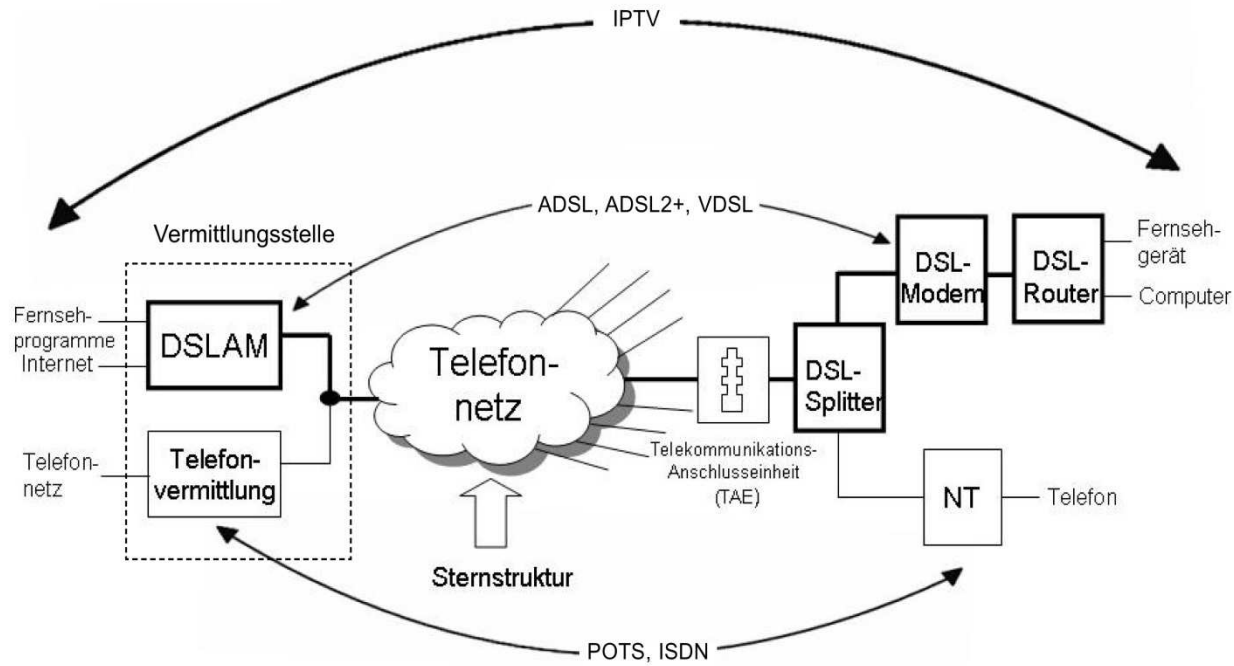 IPTV
ADSL, ADSL2+, VDSL
Vermittlungsstelle
Fernseh-
programme
Internet
DSLAM
Telefon-
netz
Telefon-
vermittlung
Telefon-
netz
Sternstruktur
Telekommunikations-
Anschlusseinheit
(TAE)
DSL-
Splitter
DSL-
Modem
DSL-
Router
Fernseh-
gerät
Computer
NT
Telefon
POTS, ISDN